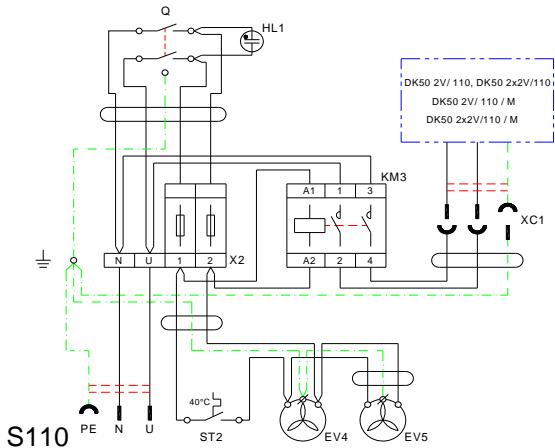 Q
HL1
DK50 2V/ 110, DK50 2x2V/110
DK50 2V/ 110 / M
DK50 2x2V/110 / M
KM3
A1 1 3
XC1
N U 1 2 X2
A2 2 4
40°C
S110
PE N U ST2 EV4 EV5